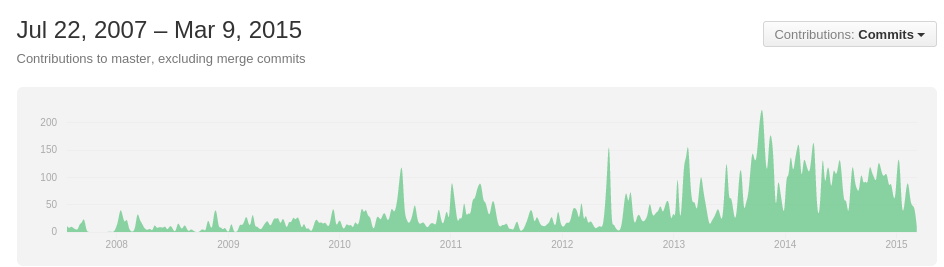 Jul 22, 2007 – Mar 9, 2015
Contributions: Commits
Contributions to master, excluding merge commits
200
150
100
50
0
2008 2009 2010 2011 2012 2013 2014 2015